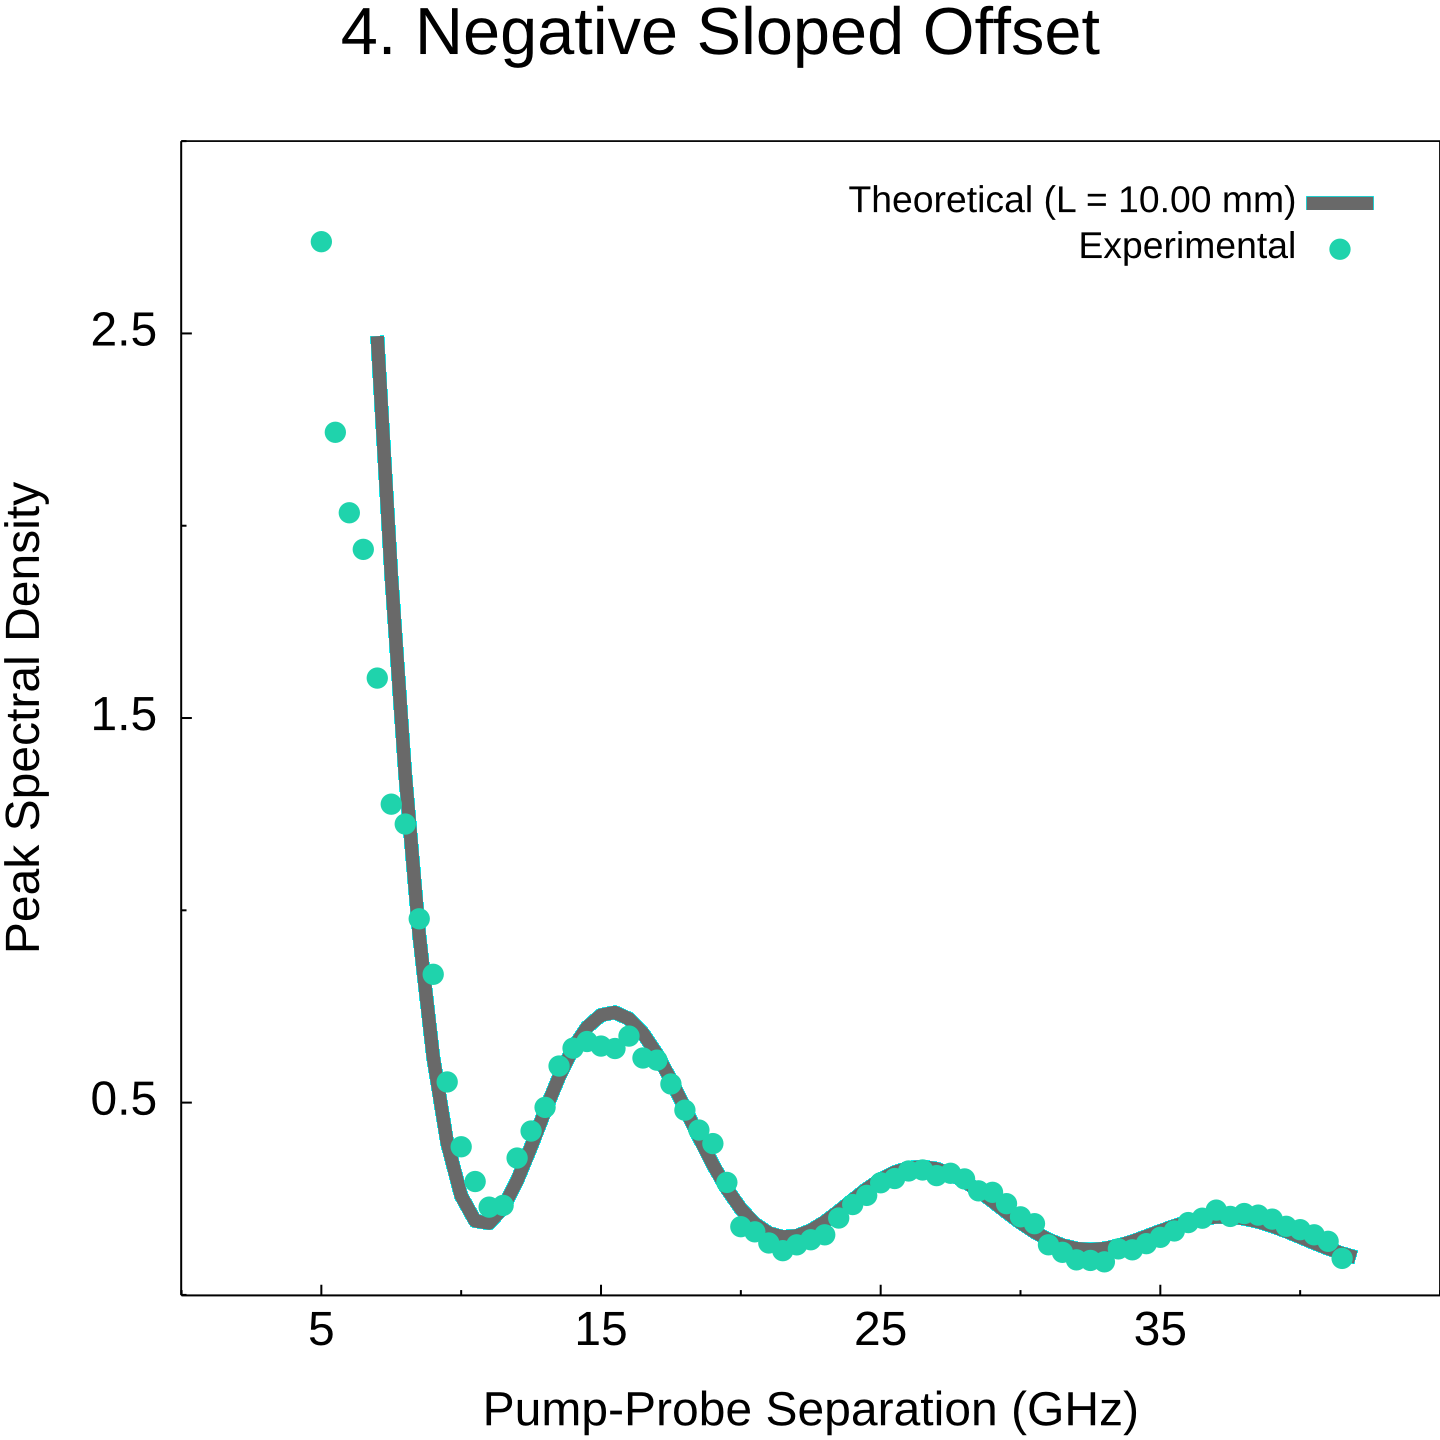 4. Negative Sloped Offset
Theoretical (L = 10.00 mm)
Experimental
2.5
1.5
0.5
Peak Spectral Density
5 15 25 35
Pump-Probe Separation (GHz)